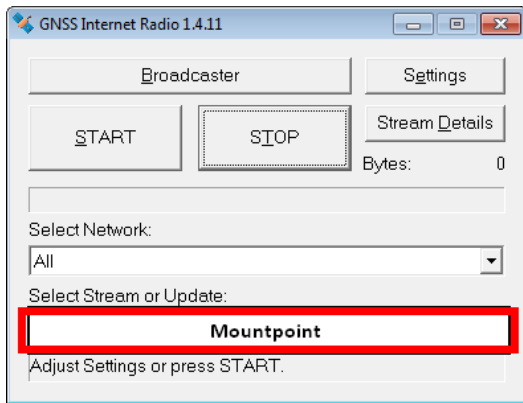 GNSS Internet Radio 1.4.11
Broadcaster
Settings
START
STOP
Stream Details
Bytes: 0
Select Network:
All
Select Stream or Update:
Mountpoint
Adjust Settings or press START.